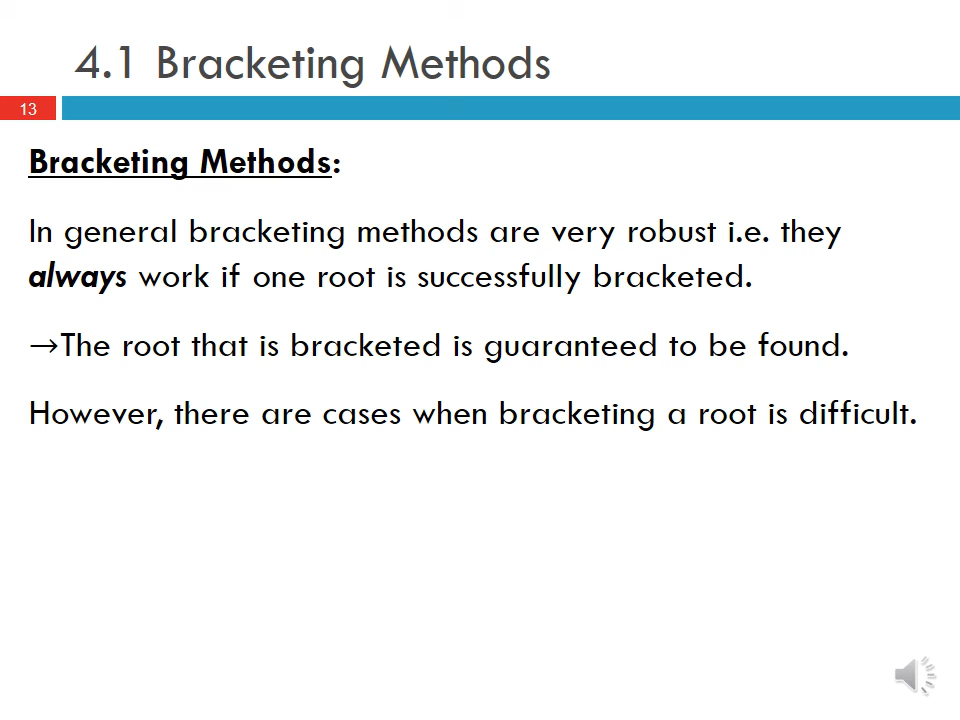 4.1 Bracketing Methods
13
Bracketing Methods:
In general bracketing methods are very robust i.e. they
always work if one root is successfully bracketed.
→The root that is bracketed is guaranteed to be found.
However, there are cases when bracketing a root is difficult.